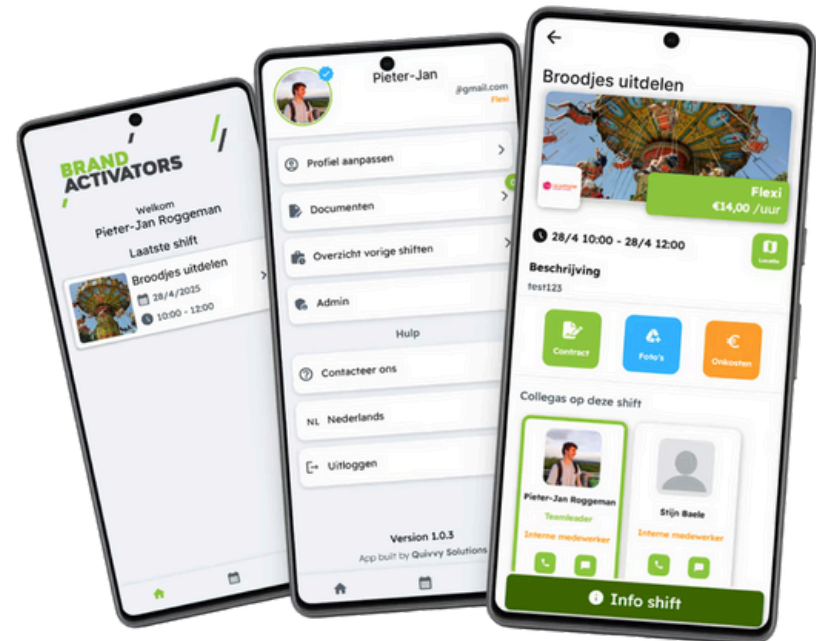 BRAND
ACTIVATORS
Welkom
Pieter-Jan Roggeman
Laatste shift
Broodjes uitdelen
28/4/2025
10:00 - 12:00
Pieter-Jan
@gmail.com
Flexi
Profiel aanpassen
Documenten
Overzicht vorige shiften
Admin
Hulp
Contacteer ons
NL Nederlands
Uitloggen
Version 1.0.3
App built by Quivvy Solutions
Broodjes uitdelen
Flexi
€14,00 /uur
28/4 10:00 - 28/4 12:00
Locatie
Beschrijving
test123
Contract
Foto's
Onkosten
Collegas op deze shift
Pieter-Jan Roggeman
Teamleader
Interne medewerker
Stijn Baele
Interne medewerker
Info shift